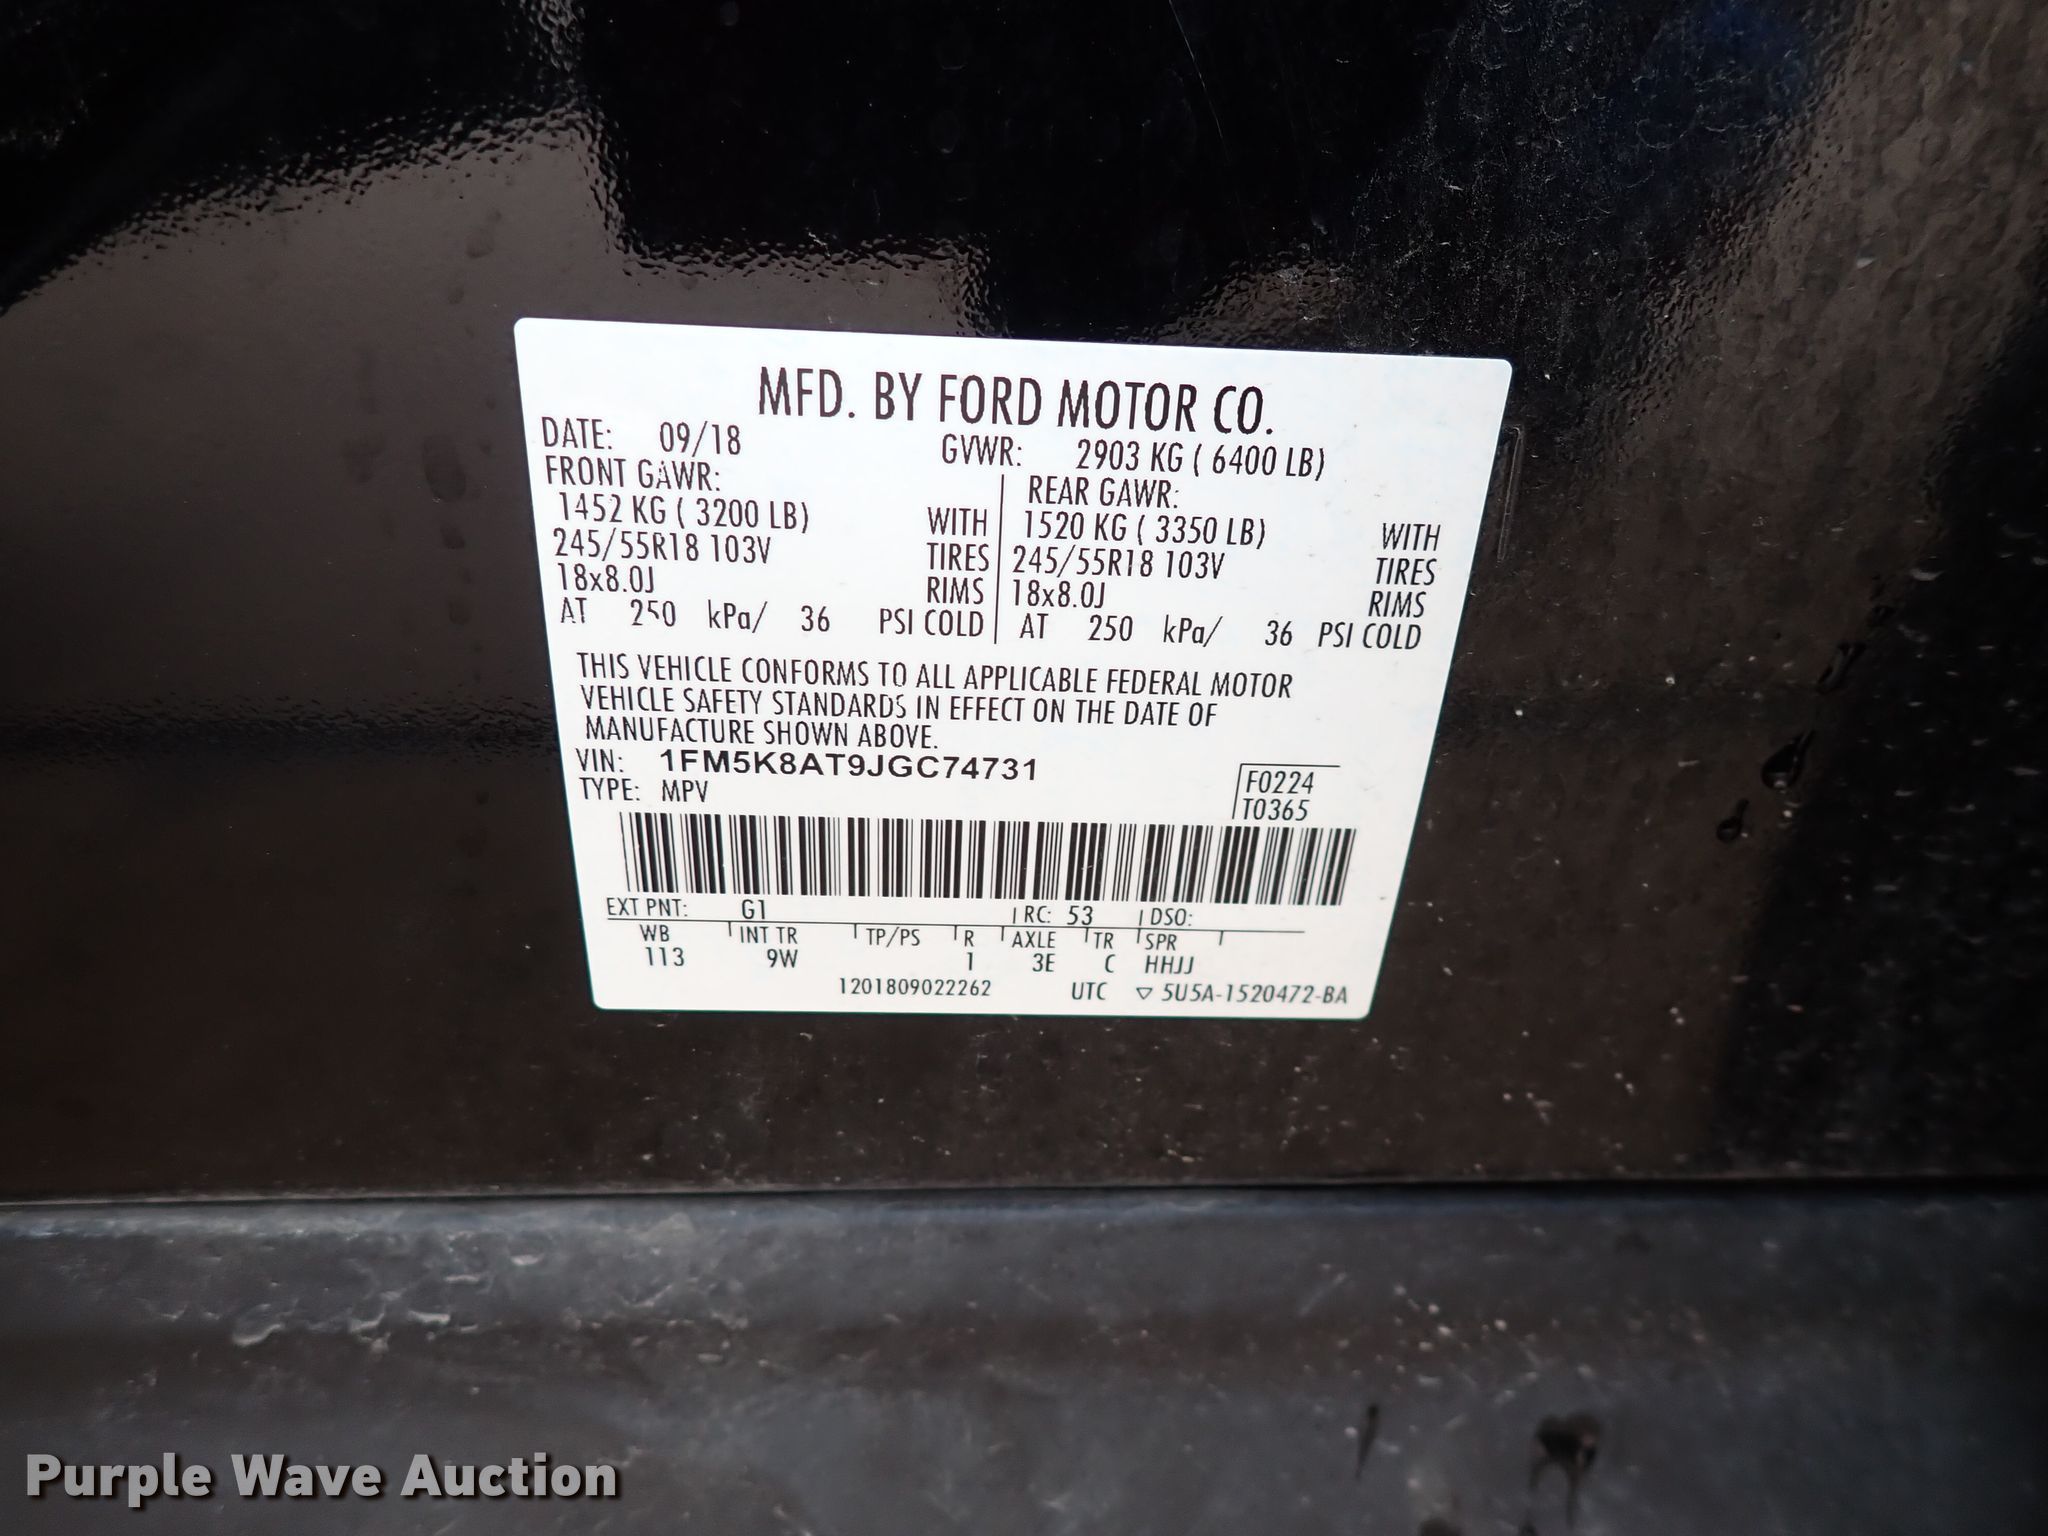 MFD. BY FORD MOTOR CO.
DATE: 09/18 GVWR: 2903 KG ( 6400 LB)
FRONT GAWR: REAR GAWR:
1452 KG ( 3200 LB) WITH 1520 KG ( 3350 LB) WITH
245/55R18 103V TIRES 245/55R18 103V TIRES
18x8.0J RIMS 18x8.0J RIMS
AT 250 kPa/ 36 PSI COLD AT 250 kPa/ 36 PSI COLD
THIS VEHICLE CONFORMS TO ALL APPLICABLE FEDERAL MOTOR
VEHICLE SAFETY STANDARDS IN EFFECT ON THE DATE OF
MANUFACTURE SHOWN ABOVE.
VIN: 1FM5K8AT9JGC74731
TYPE: MPV
F0224
T0365
EXT PNT: G1 RC: 53 DSO:
WB INT TR TP/PS R AXLE TR SPR
113 9W 1 3E C HHJJ
1201809022262 UTC ▽ 5U5A-1520472-BA
Purple Wave Auction